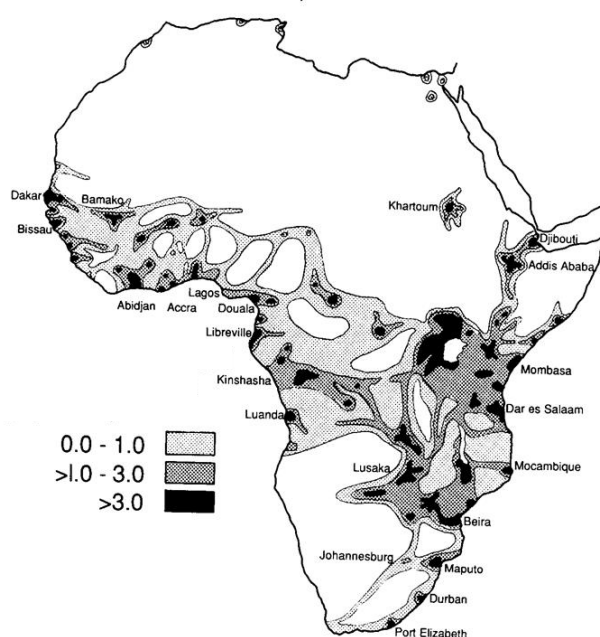 Dakar
Bamako
Bissau
Khartoum
Djibouti
Addis Ababa
Lagos
Abidjan
Accra
Douala
Libreville
Mombasa
Kinshasha
Dar es Salaam
Luanda
0.0 - 1.0
>l.0 - 3.0
>3.0
Lusaka
Mocambique
Beira
Johannesburg
Maputo
Durban
Port Elizabeth